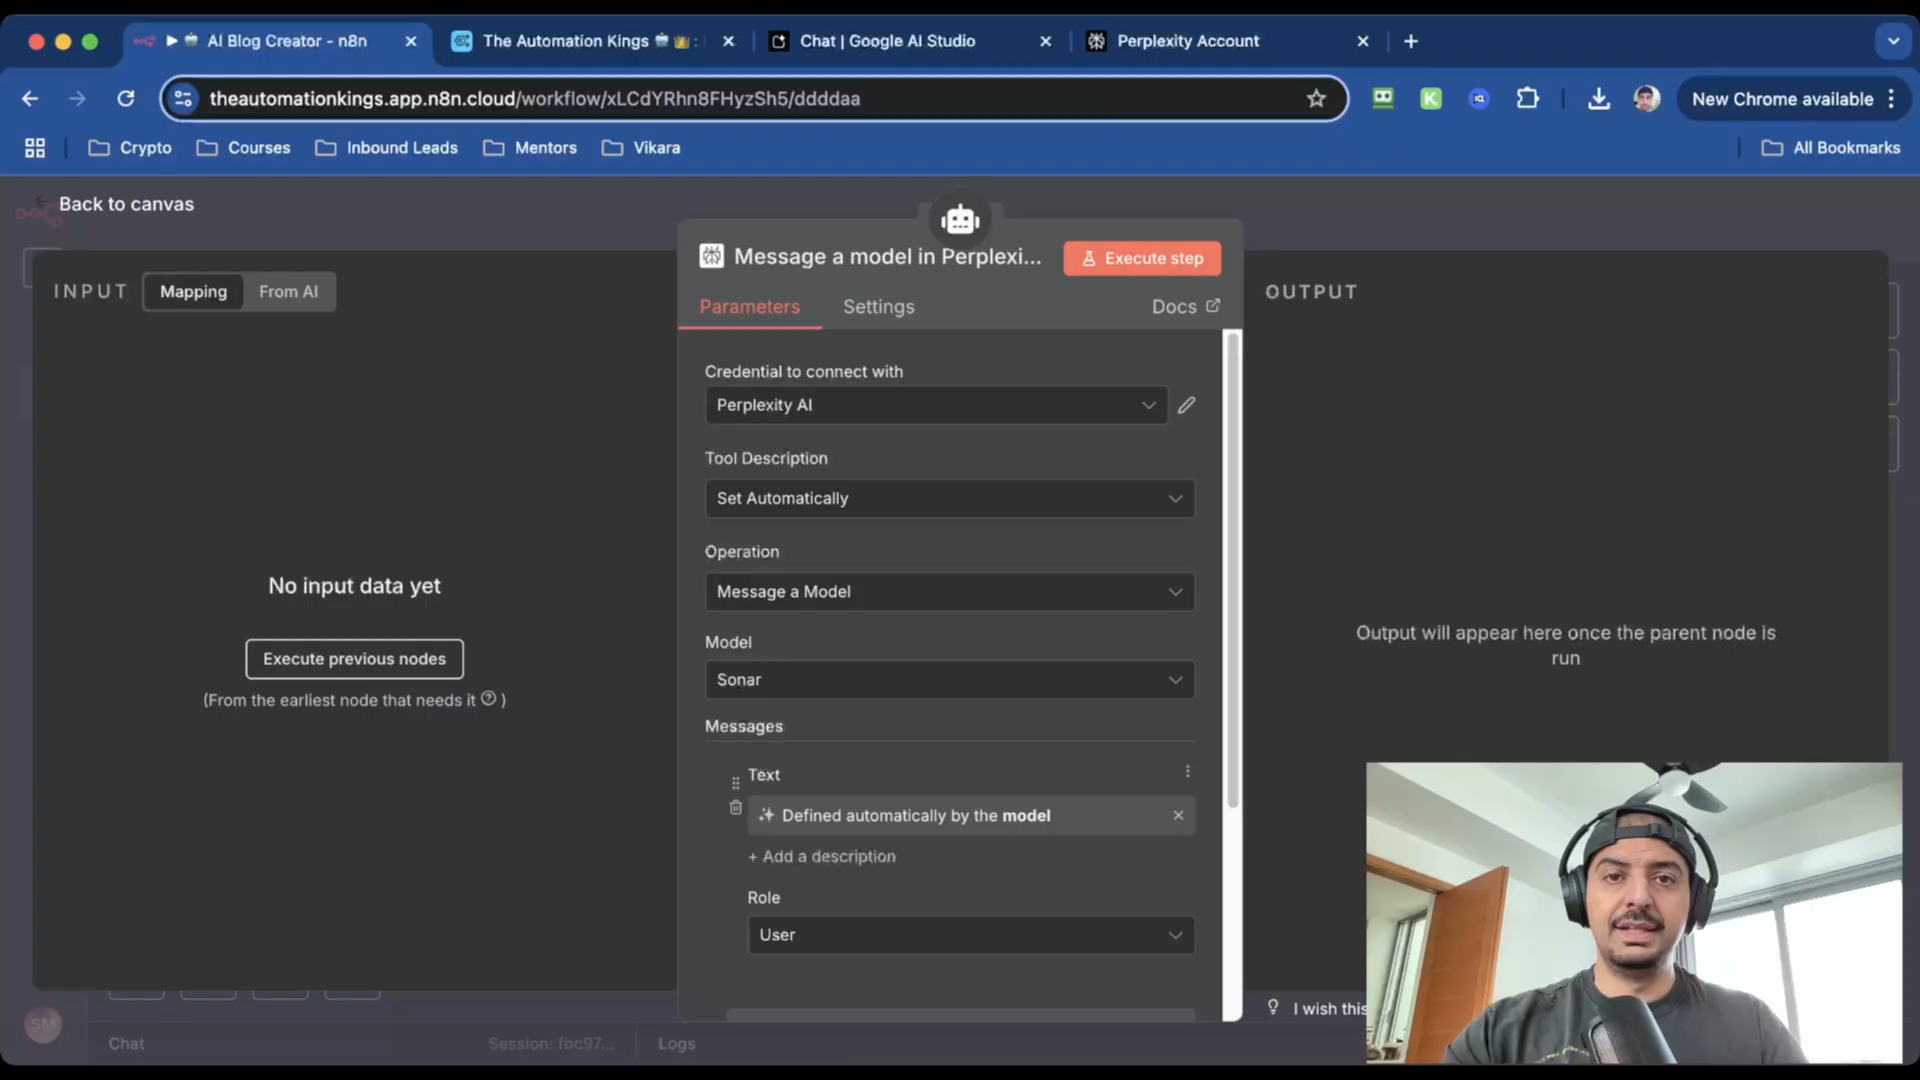 AI Blog Creator - n8n
The Automation Kings
Chat | Google AI Studio
Perplexity Account
theautomationkings.app.n8n.cloud/workflow/xLCdYRhn8FHyzSh5/ddddaa
New Chrome available
Crypto
Courses
Inbound Leads
Mentors
Vikara
All Bookmarks
Back to canvas
INPUT
Mapping
From AI
Message a model in Perplexi...
Execute step
OUTPUT
Parameters
Settings
Docs
Credential to connect with
Perplexity AI
Tool Description
Set Automatically
Operation
Message a Model
No input data yet
Execute previous nodes
(From the earliest node that needs it ? )
Model
Sonar
Output will appear here once the parent node is
run
Messages
Text
Defined automatically by the model
+ Add a description
Role
User
I wish this
SM
Chat
Session: fbc97...
Logs